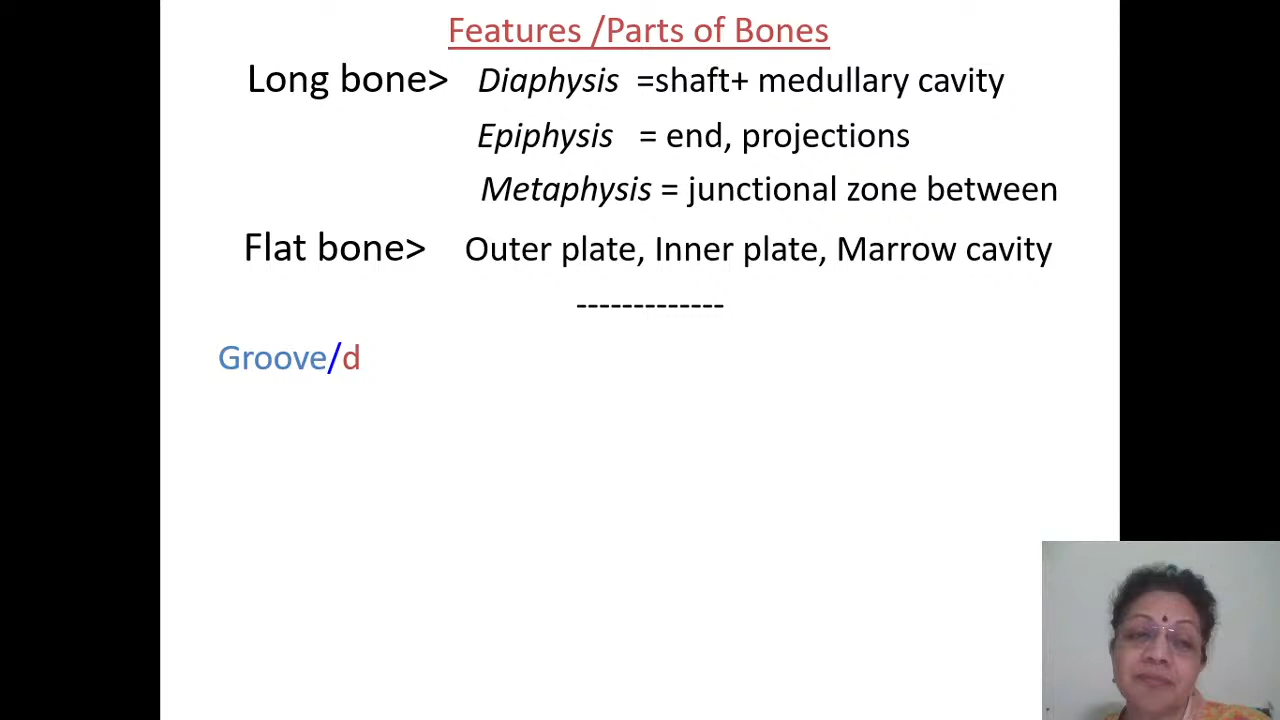 Features /Parts of Bones
Long bone> Diaphysis =shaft+ medullary cavity
Epiphysis = end, projections
Metaphysis = junctional zone between
Flat bone> Outer plate, Inner plate, Marrow cavity
-------------
Groove/d